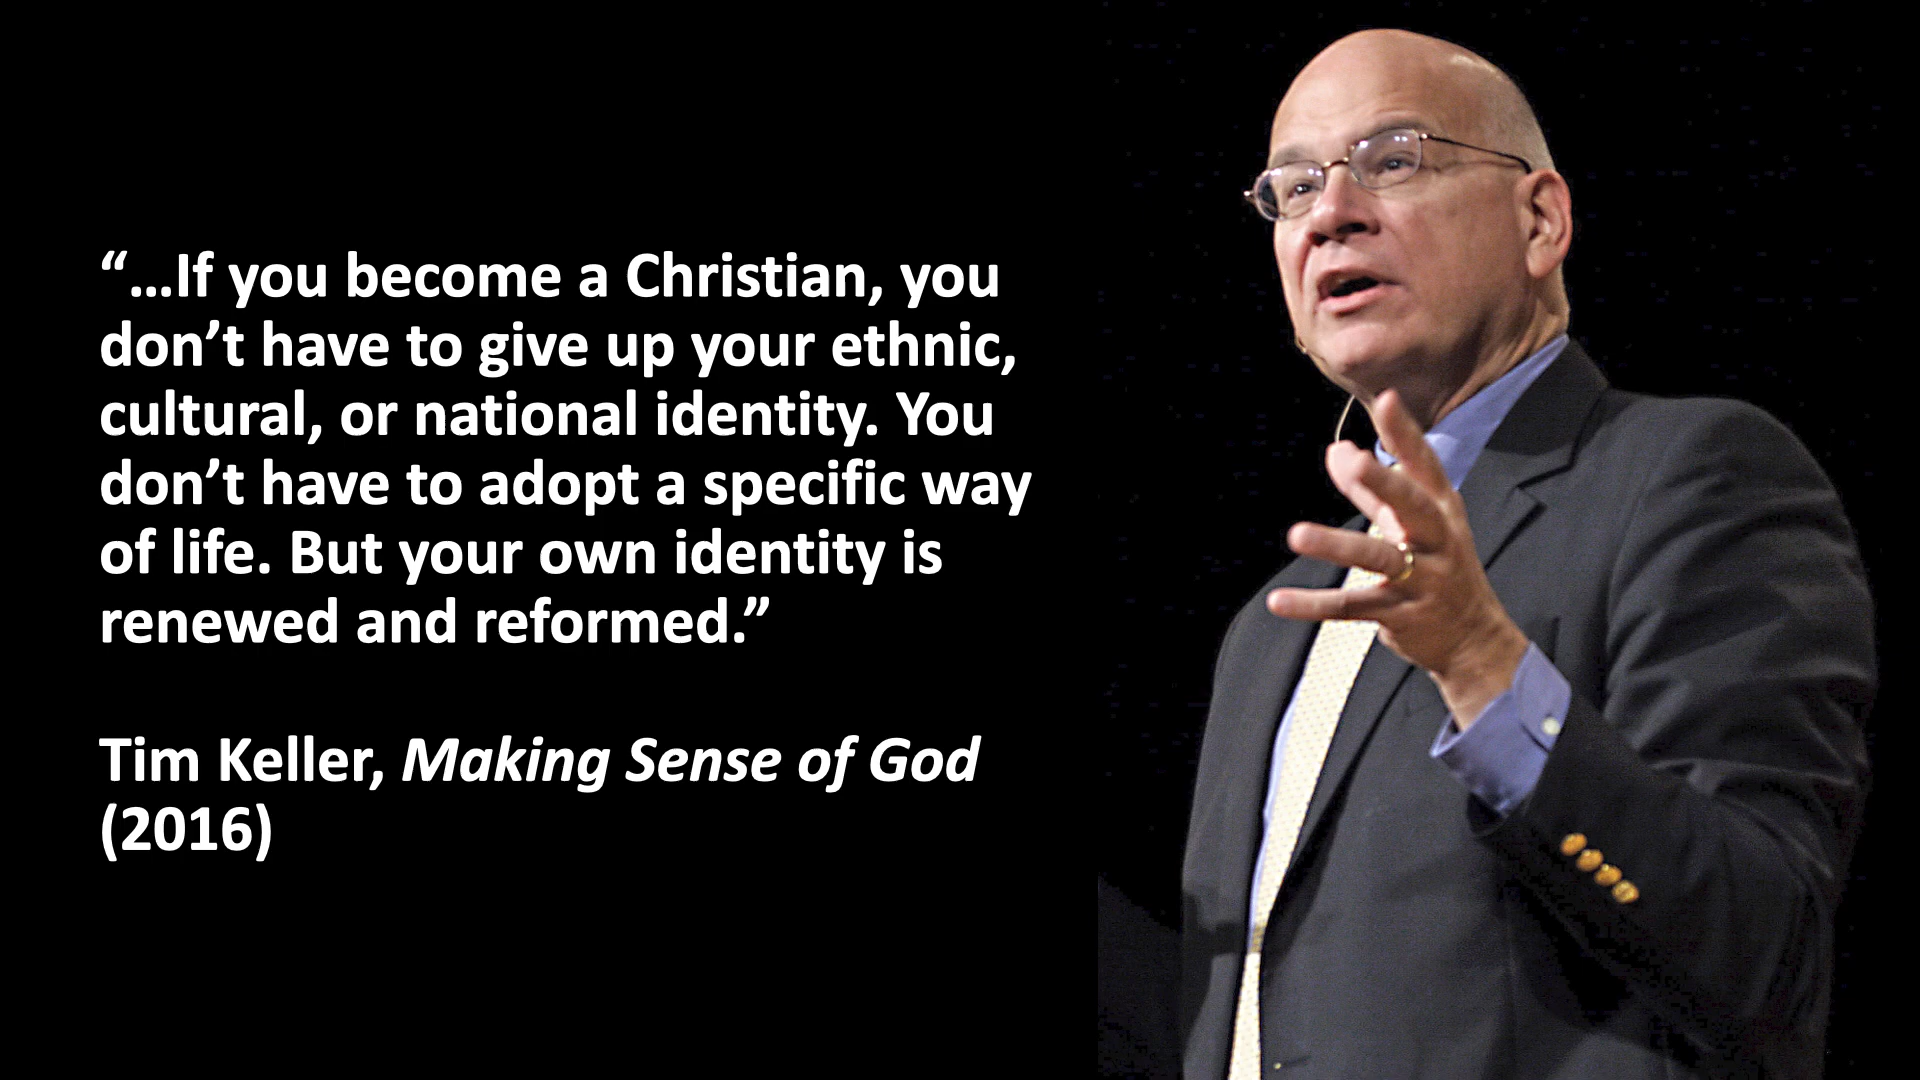 “…If you become a Christian, you
don’t have to give up your ethnic,
cultural, or national identity. You
don’t have to adopt a specific way
of life. But your own identity is
renewed and reformed.”
Tim Keller, Making Sense of God
(2016)